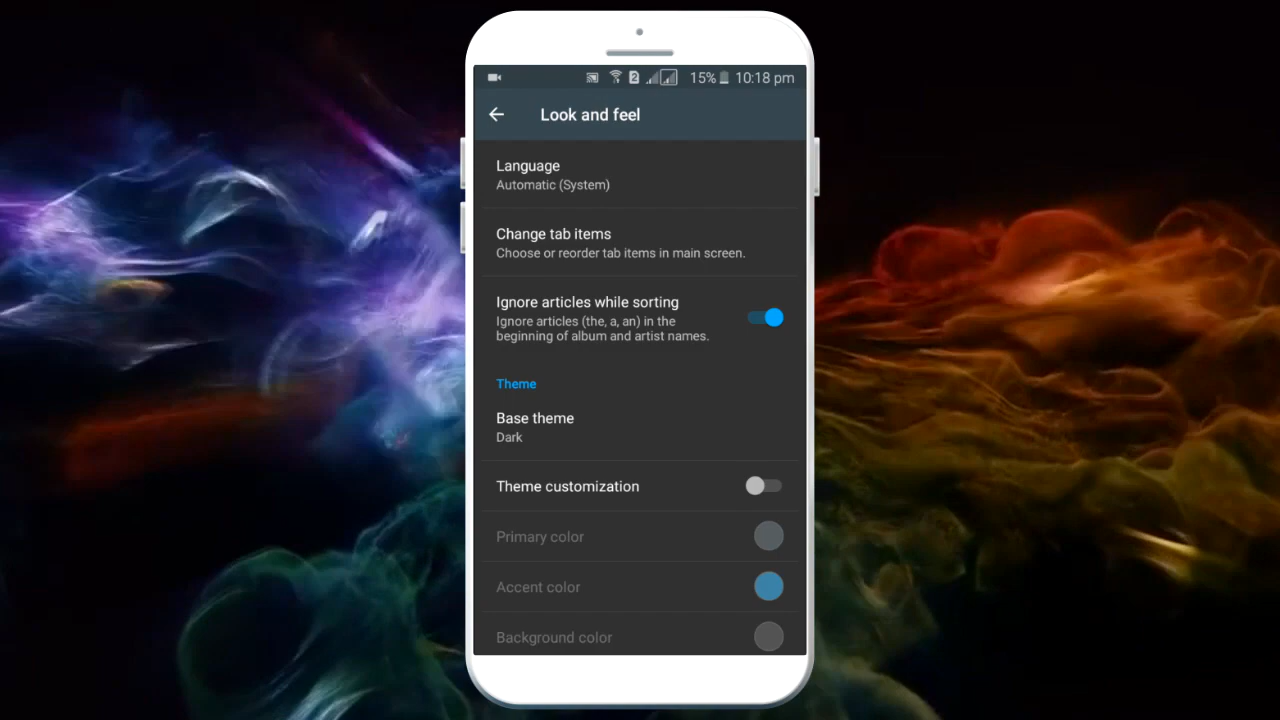 2
15%
10:18 pm
Look and feel
Language
Automatic (System)
Change tab items
Choose or reorder tab items in main screen.
Ignore articles while sorting
Ignore articles (the, a, an) in the
beginning of album and artist names.
Theme
Base theme
Dark
Theme customization
Primary color
Accent color
Background color